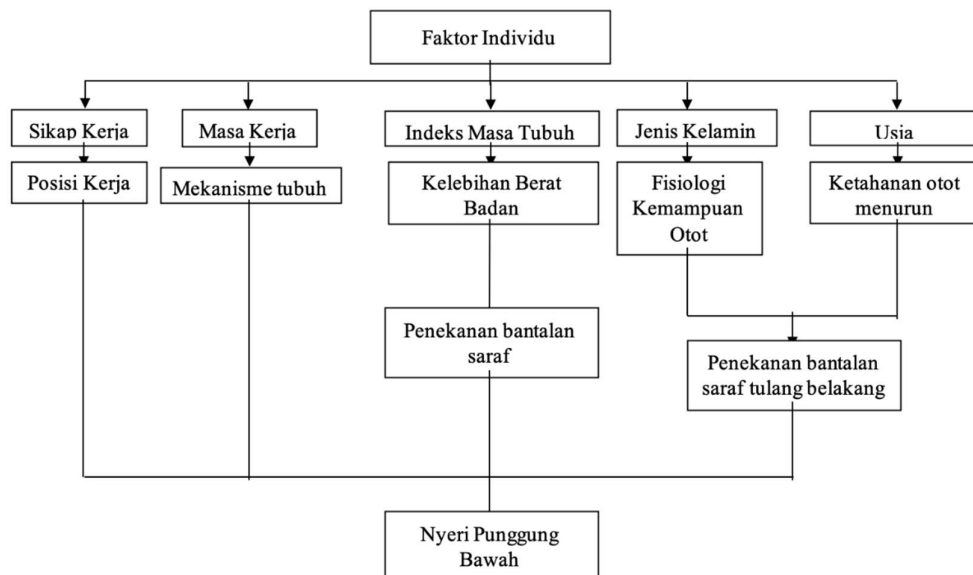 Faktor Individu
Sikap Kerja
Masa Kerja
Indeks Masa Tubuh
Jenis Kelamin
Usia
Posisi Kerja
Mekanisme tubuh
Kelebihan Berat
Badan
Fisiologi
Kemampuan
Otot
Ketahanan otot
menurun
Penekanan bantalan
saraf
Penekanan bantalan
saraf tulang belakang
Nyeri Punggung
Bawah